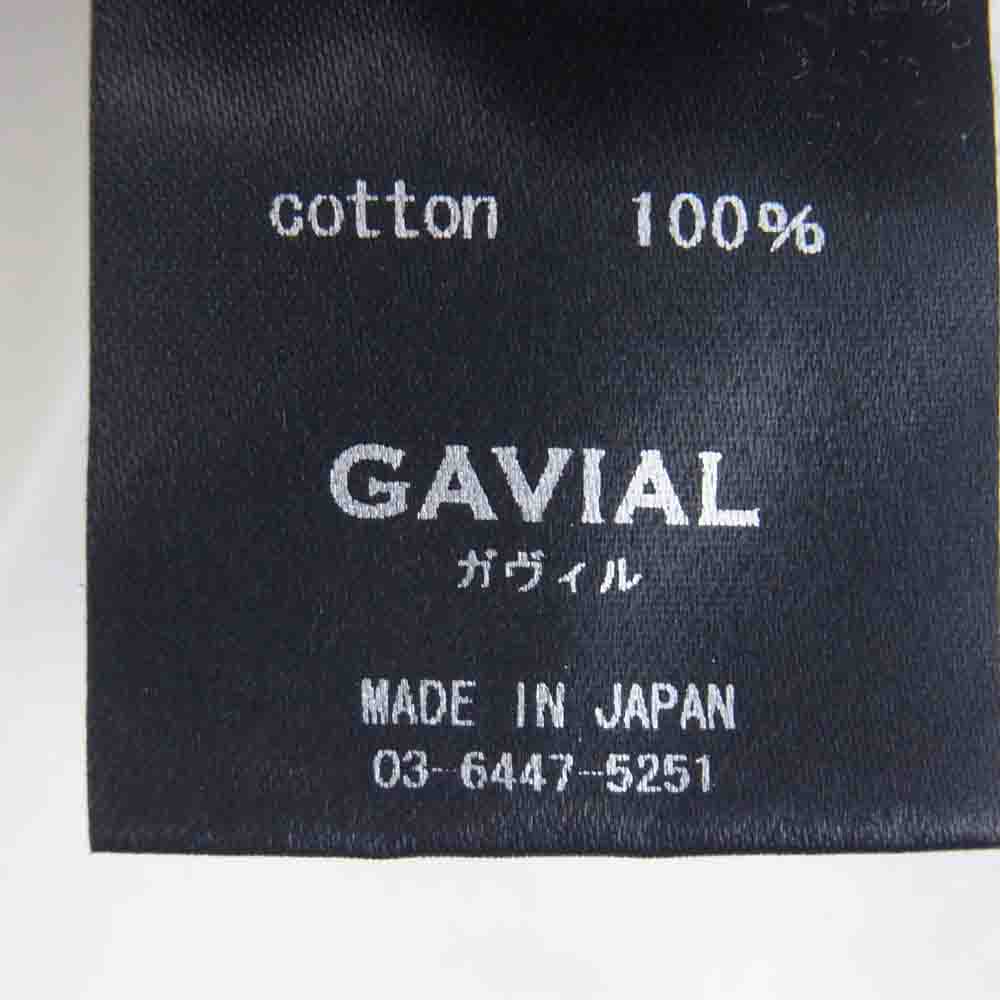 cotton 100%
GAVIAL
ガヴィル
MADE IN JAPAN
03-6447-5251